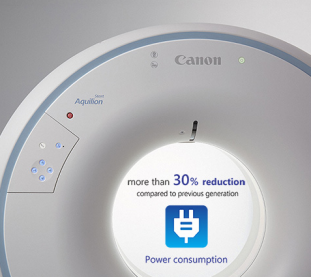 Canon
Aquilion
more than 30% reduction
compared to previous generation
Power consumption